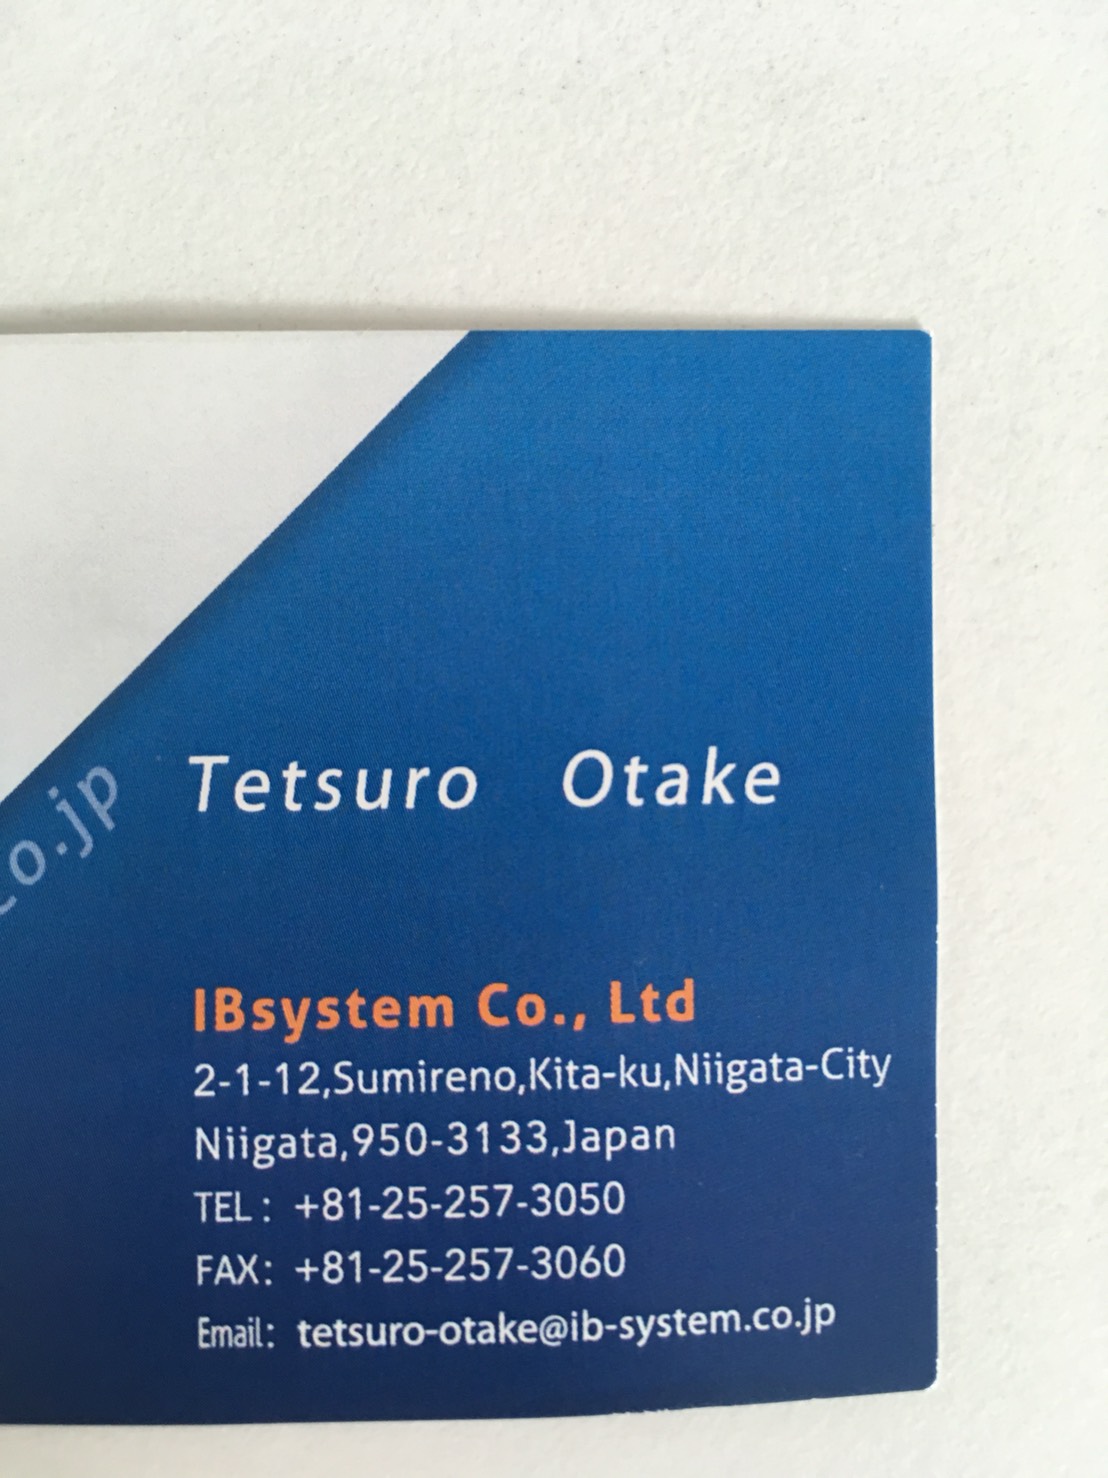 co.jp
Tetsuro Otake
IBsystem Co., Ltd
2-1-12,Sumireno,Kita-ku,Niigata-City
Niigata,950-3133,Japan
TEL : +81-25-257-3050
FAX: +81-25-257-3060
Email: tetsuro-otake@ib-system.co.jp